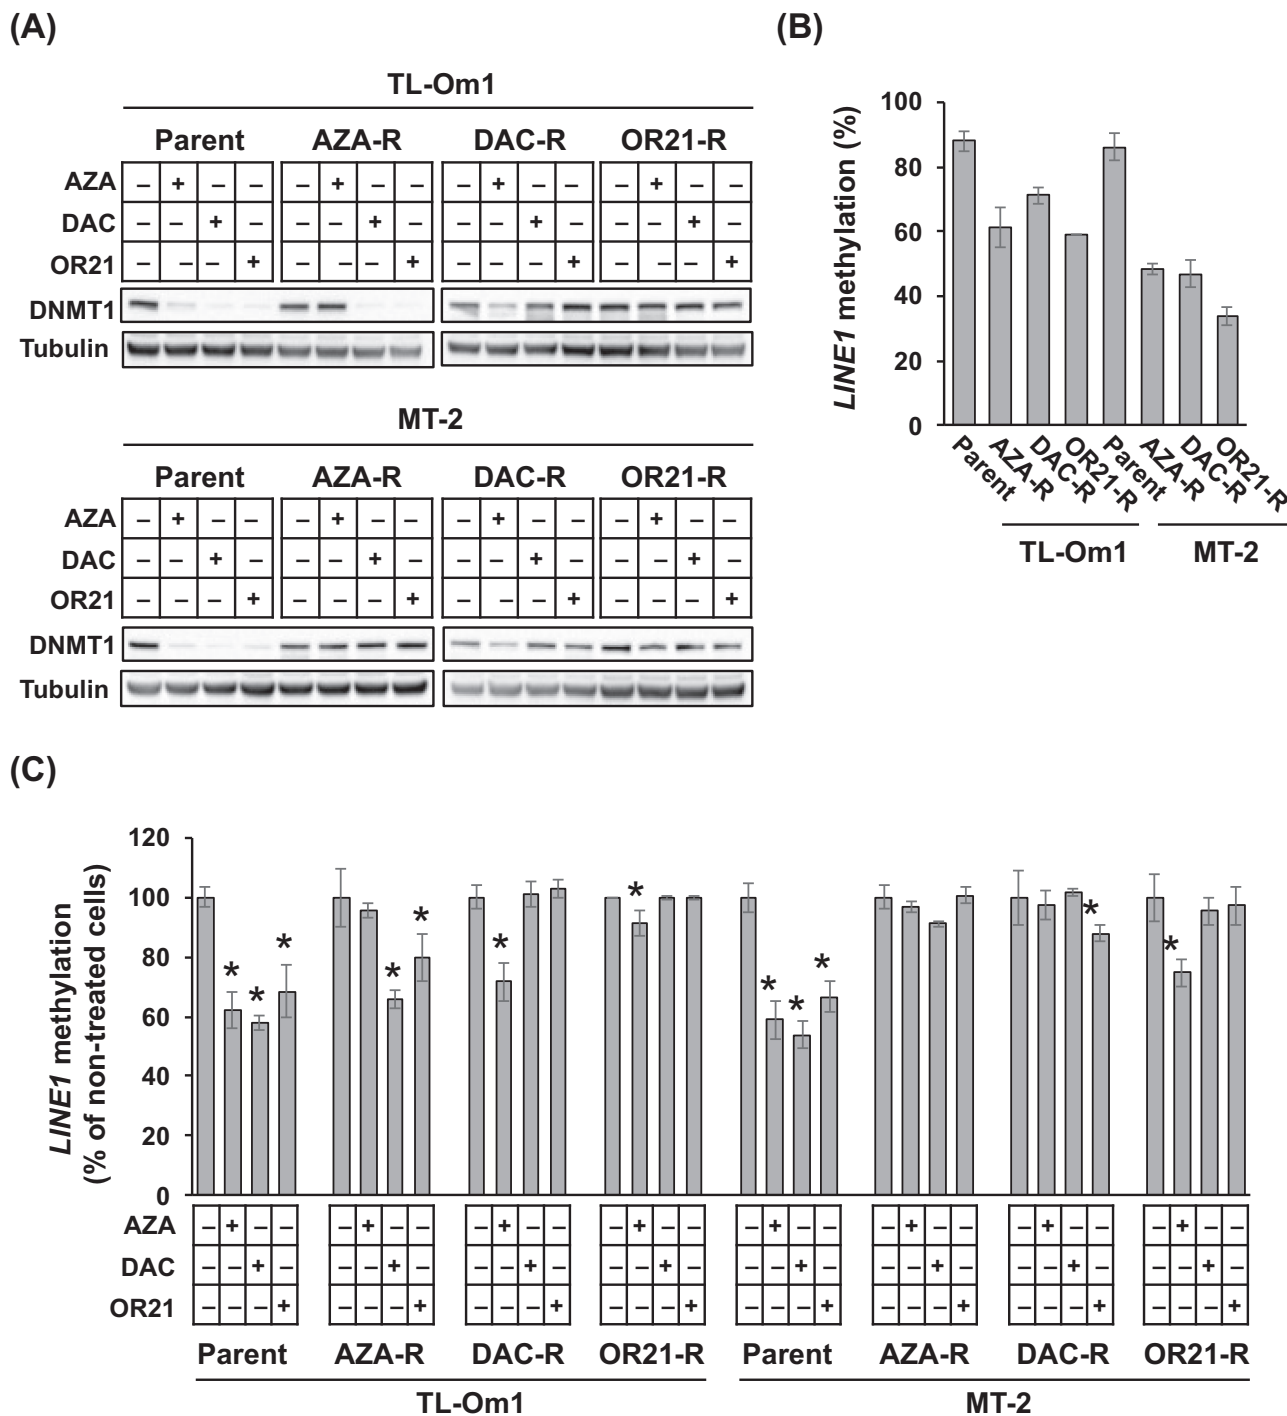 (A)
TL-Om1
Parent AZA-R DAC-R OR21-R
AZA – + – – – + – – – + – – – + – –
DAC – – + – – – + – – – + – – – + –
OR21 – – – + – – – + – – – + – – – +
DNMT1
Tubulin
MT-2
Parent AZA-R DAC-R OR21-R
AZA – + – – – + – – – + – – – + – –
DAC – – + – – – + – – – + – – – + –
OR21 – – – + – – – + – – – + – – – +
DNMT1
Tubulin
(B)
LINE1 methylation (%)
100
80
60
40
20
0
Parent AZA-R DAC-R OR21-R Parent AZA-R DAC-R OR21-R
TL-Om1 MT-2
(C)
LINE1 methylation
(% of non-treated cells)
120
100
80
60
40
20
0
* * * * * * * * * * * *
AZA – + – – – + – – – + – – – + – – – + – – – + – – – + – – – + – –
DAC – – + – – – + – – – + – – – + – – – + – – – + – – – + – – – + –
OR21 – – – + – – – + – – – + – – – + – – – + – – – + – – – + – – – +
Parent AZA-R DAC-R OR21-R Parent AZA-R DAC-R OR21-R
TL-Om1 MT-2